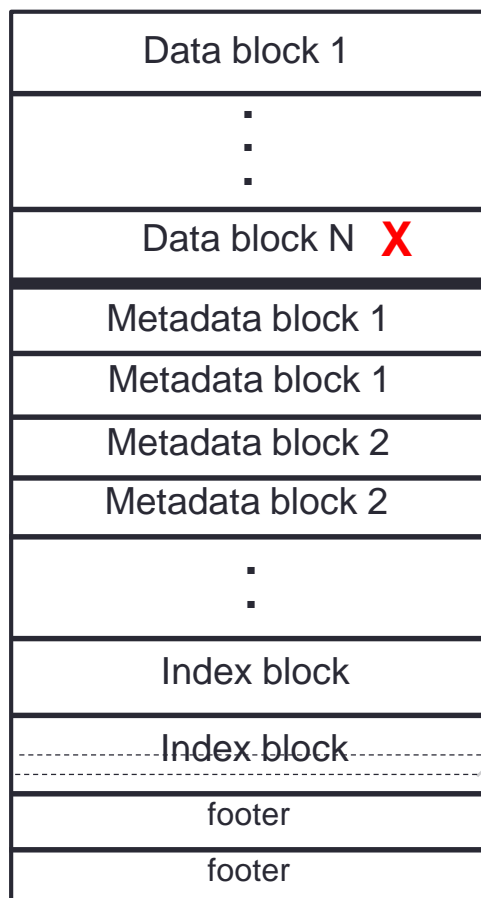 Data block 1
.
.
.
Data block N X
Metadata block 1
Metadata block 1
Metadata block 2
Metadata block 2
.
.
Index block
Index block
footer
footer